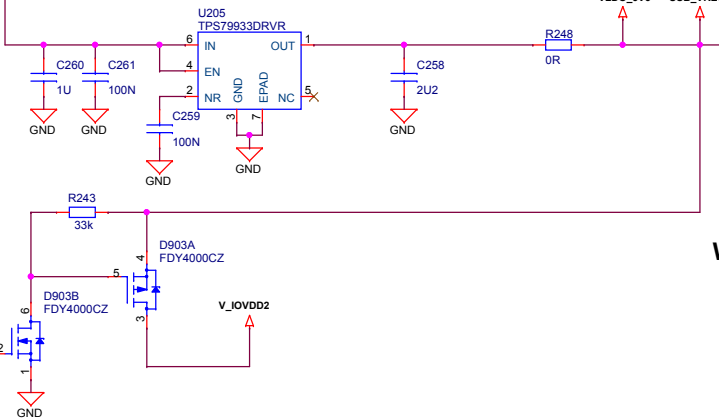 U205
TPS79933DRVR
6 IN OUT 1
4 EN
2 NR GND EPAD NC 5
3 7
C260
1U
C261
100N
C259
100N
C258
2U2
R248
0R
GND
GND
GND
GND
GND
R243
33k
4
D903A
FDY4000CZ
5
3
V_IOVDD2
D903B
FDY4000CZ
6
1
GND